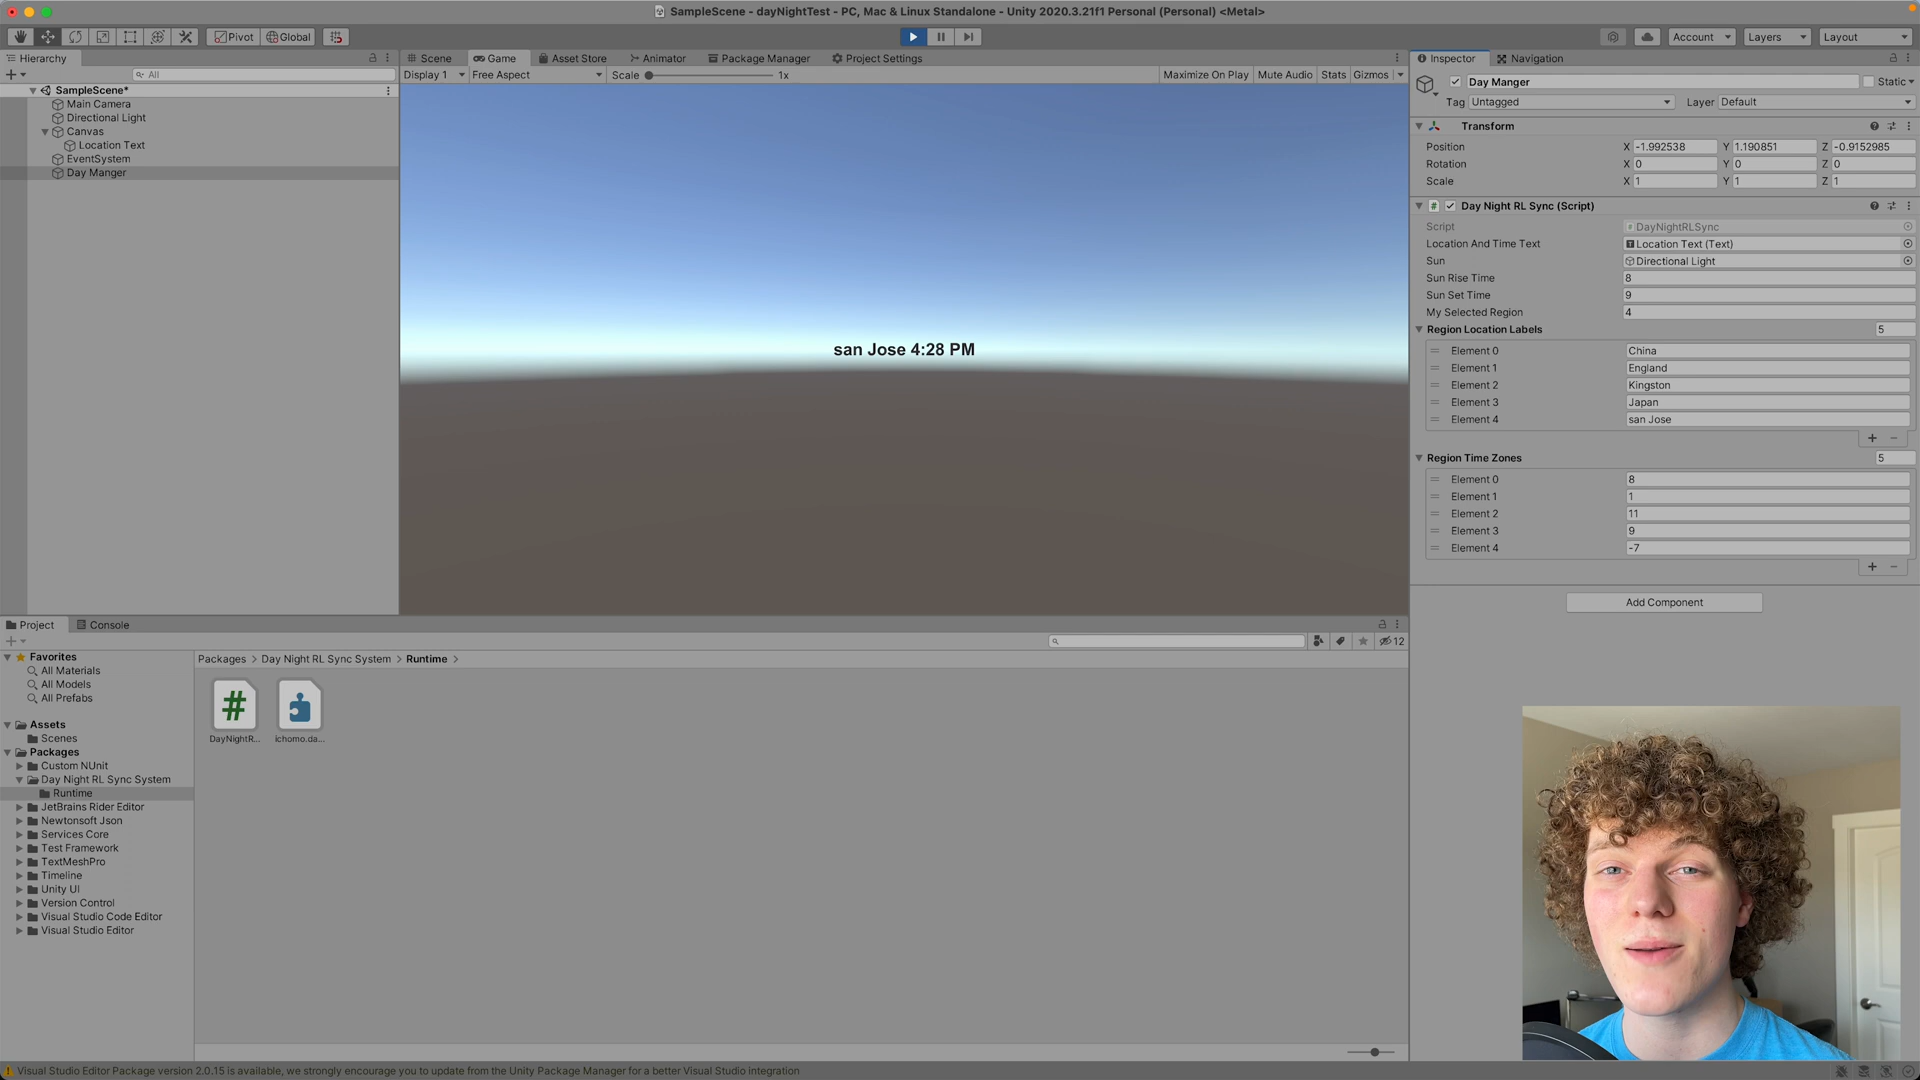 SampleScene - dayNightTest - PC, Mac & Linux Standalone - Unity 2020.3.21f1 Personal (Personal) <Metal>
Pivot Global Account Layers Layout
Hierarchy Scene Game Asset Store Animator Package Manager Project Settings Inspector Navigation
All Display 1 Free Aspect Scale 1x Maximize On Play Mute Audio Stats Gizmos
Day Manger Static
SampleScene*
Tag Untagged Layer Default
Main Camera
Directional Light
Canvas
Location Text
EventSystem
Day Manger
Transform
Position X -1.992538 Y 1.190851 Z -0.9152985
Rotation X 0 Y 0 Z 0
Scale X 1 Y 1 Z 1
# Day Night RL Sync (Script)
Script DayNightRLSync
Location And Time Text Location Text (Text)
Sun Directional Light
Sun Rise Time 8
Sun Set Time 9
My Selected Region 4
Region Location Labels 5
Element 0 China
Element 1 England
Element 2 Kingston
Element 3 Japan
Element 4 san Jose
Region Time Zones 5
Element 0 8
Element 1 1
Element 2 11
Element 3 9
Element 4 -7
Add Component
san Jose 4:28 PM
Project Console
12
Favorites
All Materials
All Models
All Prefabs
Assets
Scenes
Packages
Custom NUnit
Day Night RL Sync System
Runtime
JetBrains Rider Editor
Newtonsoft Json
Services Core
Test Framework
TextMeshPro
Timeline
Unity UI
Version Control
Visual Studio Code Editor
Visual Studio Editor
Packages > Day Night RL Sync System > Runtime >
#
DayNightR... ichomo.da...
Visual Studio Editor Package version 2.0.15 is available, we strongly encourage you to update from the Unity Package Manager for a better Visual Studio integration